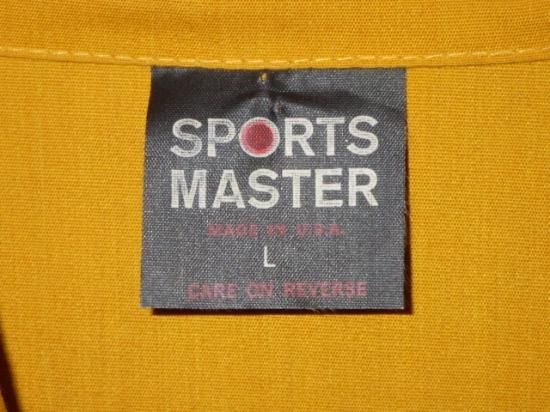 SPORTS
MASTER
MADE IN U.S.A.
L
CARE ON REVERSE